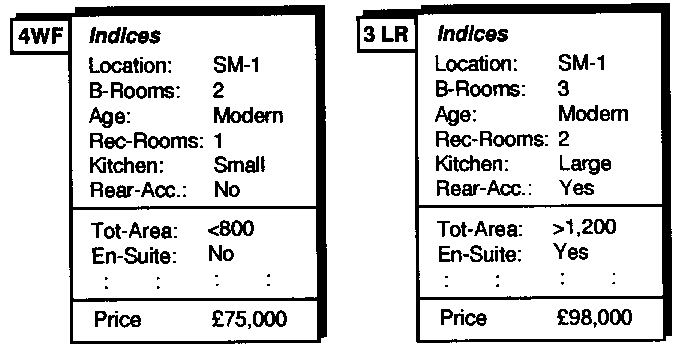 4WF
Indices
Location: SM-1
B-Rooms: 2
Age: Modern
Rec-Rooms: 1
Kitchen: Small
Rear-Acc.: No
Tot-Area: <800
En-Suite: No
: : : :
Price £75,000
3 LR
Indices
Location: SM-1
B-Rooms: 3
Age: Modern
Rec-Rooms: 2
Kitchen: Large
Rear-Acc.: Yes
Tot-Area: >1,200
En-Suite: Yes
: : : :
Price £98,000